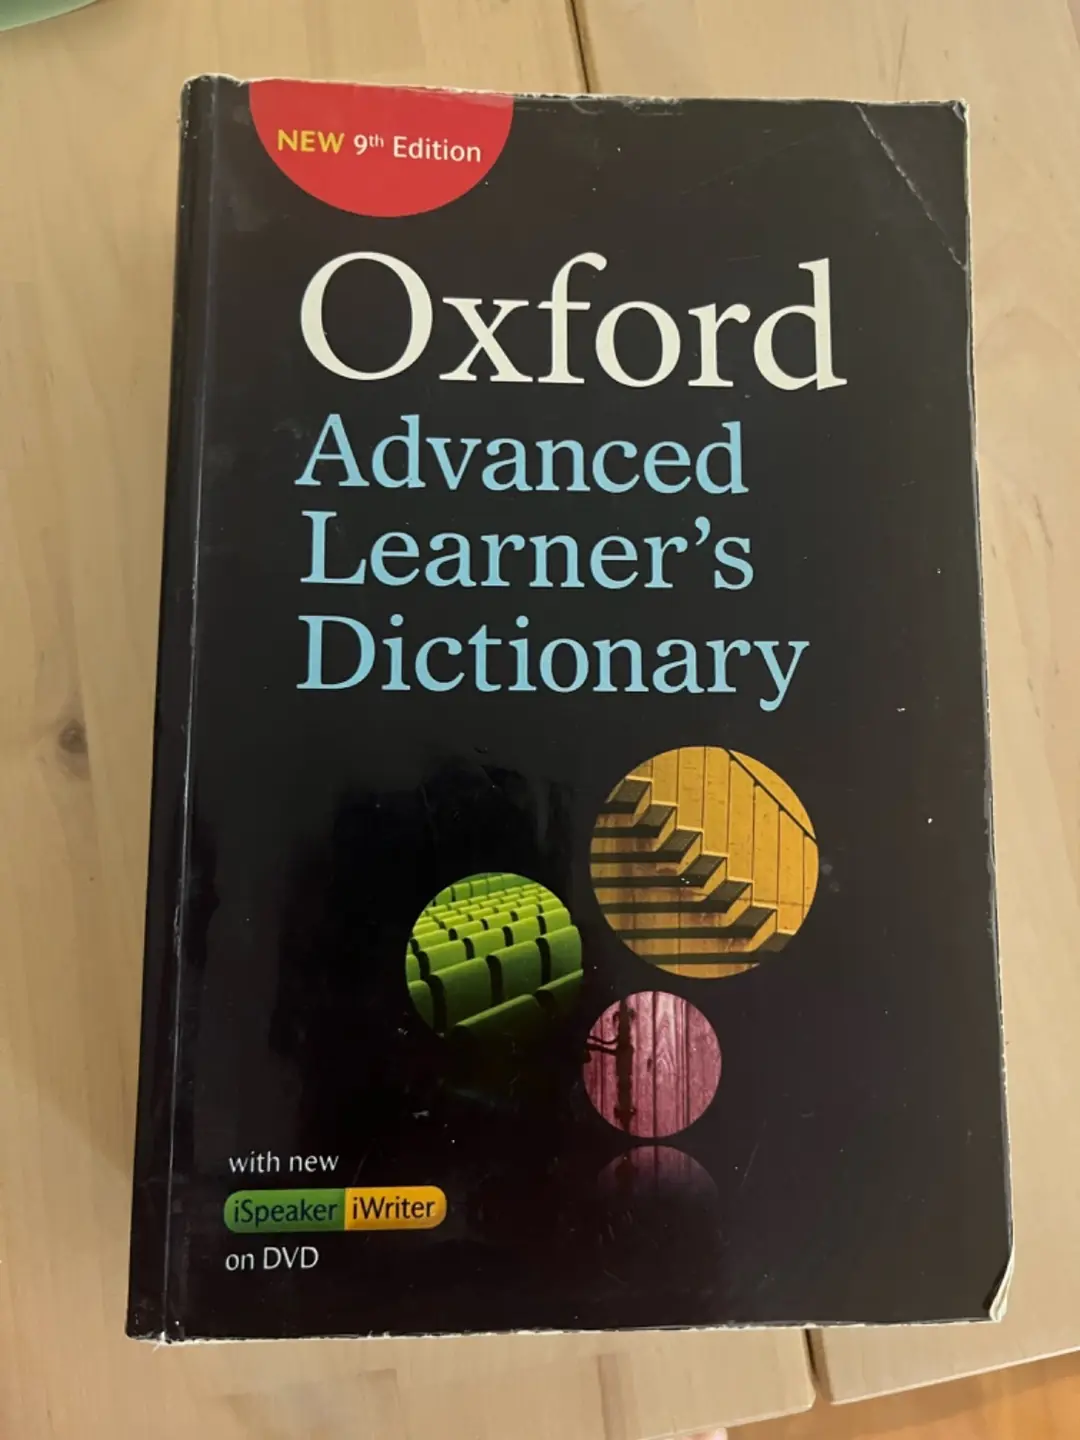 NEW 9th Edition
Oxford
Advanced
Learner's
Dictionary
with new
iSpeaker iWriter
on DVD